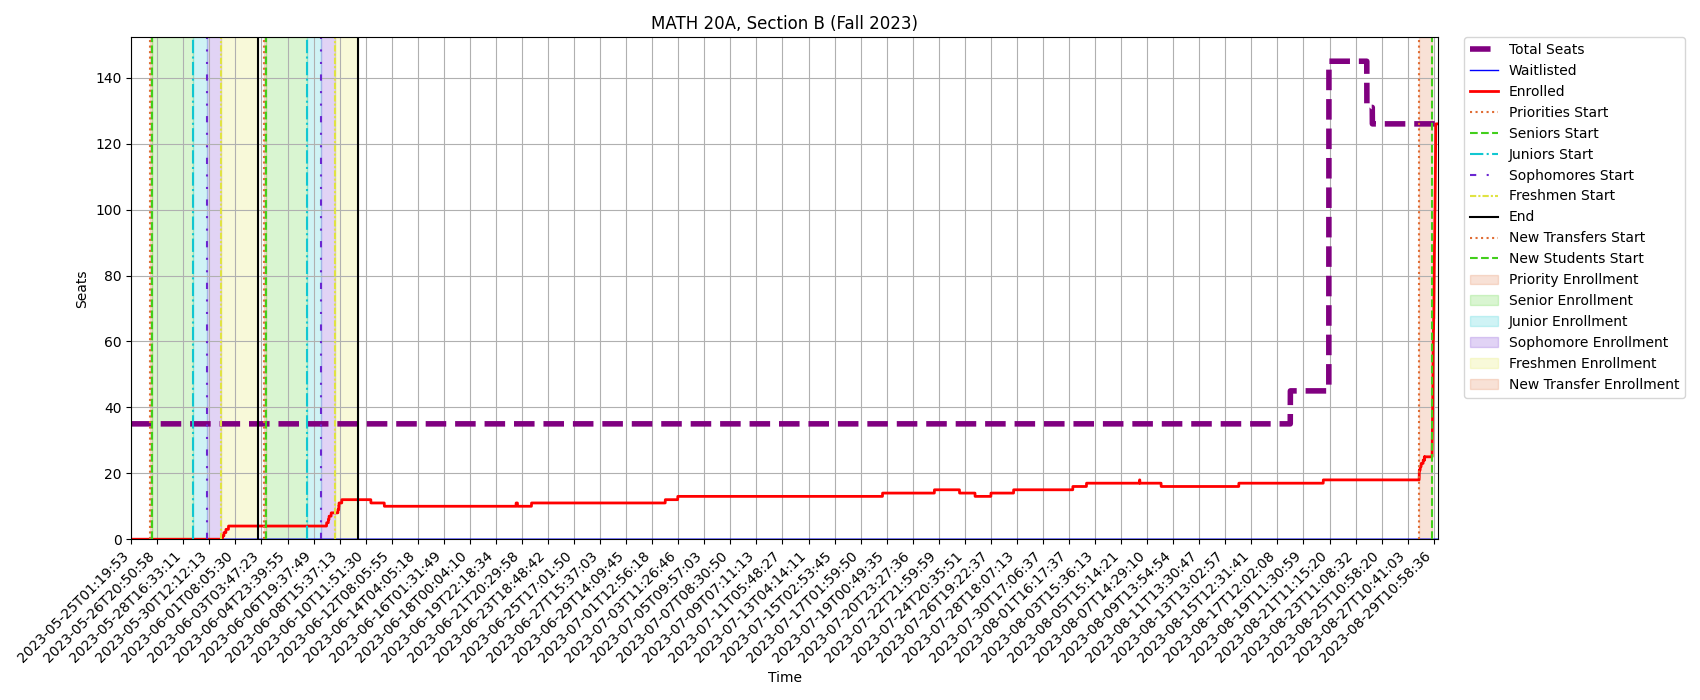 MATH 20A, Section B (Fall 2023)
Seats
140
120
100
80
60
40
20
0
2023-05-25T01:19:53
2023-05-26T20:50:58
2023-05-28T16:33:11
2023-05-30T12:12:13
2023-06-01T08:05:30
2023-06-03T03:47:23
2023-06-04T23:39:55
2023-06-06T19:37:49
2023-06-08T15:37:13
2023-06-10T11:51:30
2023-06-12T08:05:55
2023-06-14T04:05:18
2023-06-16T01:31:49
2023-06-18T00:04:10
2023-06-19T22:18:34
2023-06-21T20:29:58
2023-06-23T18:48:42
2023-06-25T17:01:50
2023-06-27T15:37:03
2023-06-29T14:09:45
2023-07-01T12:56:18
2023-07-03T11:26:46
2023-07-05T09:57:03
2023-07-07T08:30:50
2023-07-09T07:11:13
2023-07-11T05:48:27
2023-07-13T04:14:11
2023-07-15T02:53:45
2023-07-17T01:59:50
2023-07-19T00:49:35
2023-07-20T23:27:36
2023-07-22T21:59:59
2023-07-24T20:35:51
2023-07-26T19:22:37
2023-07-28T18:07:13
2023-07-30T17:06:37
2023-08-01T16:17:37
2023-08-03T15:36:13
2023-08-05T15:14:21
2023-08-07T14:29:10
2023-08-09T13:54:54
2023-08-11T13:30:47
2023-08-13T13:02:57
2023-08-15T12:31:41
2023-08-17T12:02:08
2023-08-19T11:30:59
2023-08-21T11:15:20
2023-08-23T11:08:32
2023-08-25T10:58:20
2023-08-27T10:41:03
2023-08-29T10:58:36
Time
Total Seats
Waitlisted
Enrolled
Priorities Start
Seniors Start
Juniors Start
Sophomores Start
Freshmen Start
End
New Transfers Start
New Students Start
Priority Enrollment
Senior Enrollment
Junior Enrollment
Sophomore Enrollment
Freshmen Enrollment
New Transfer Enrollment